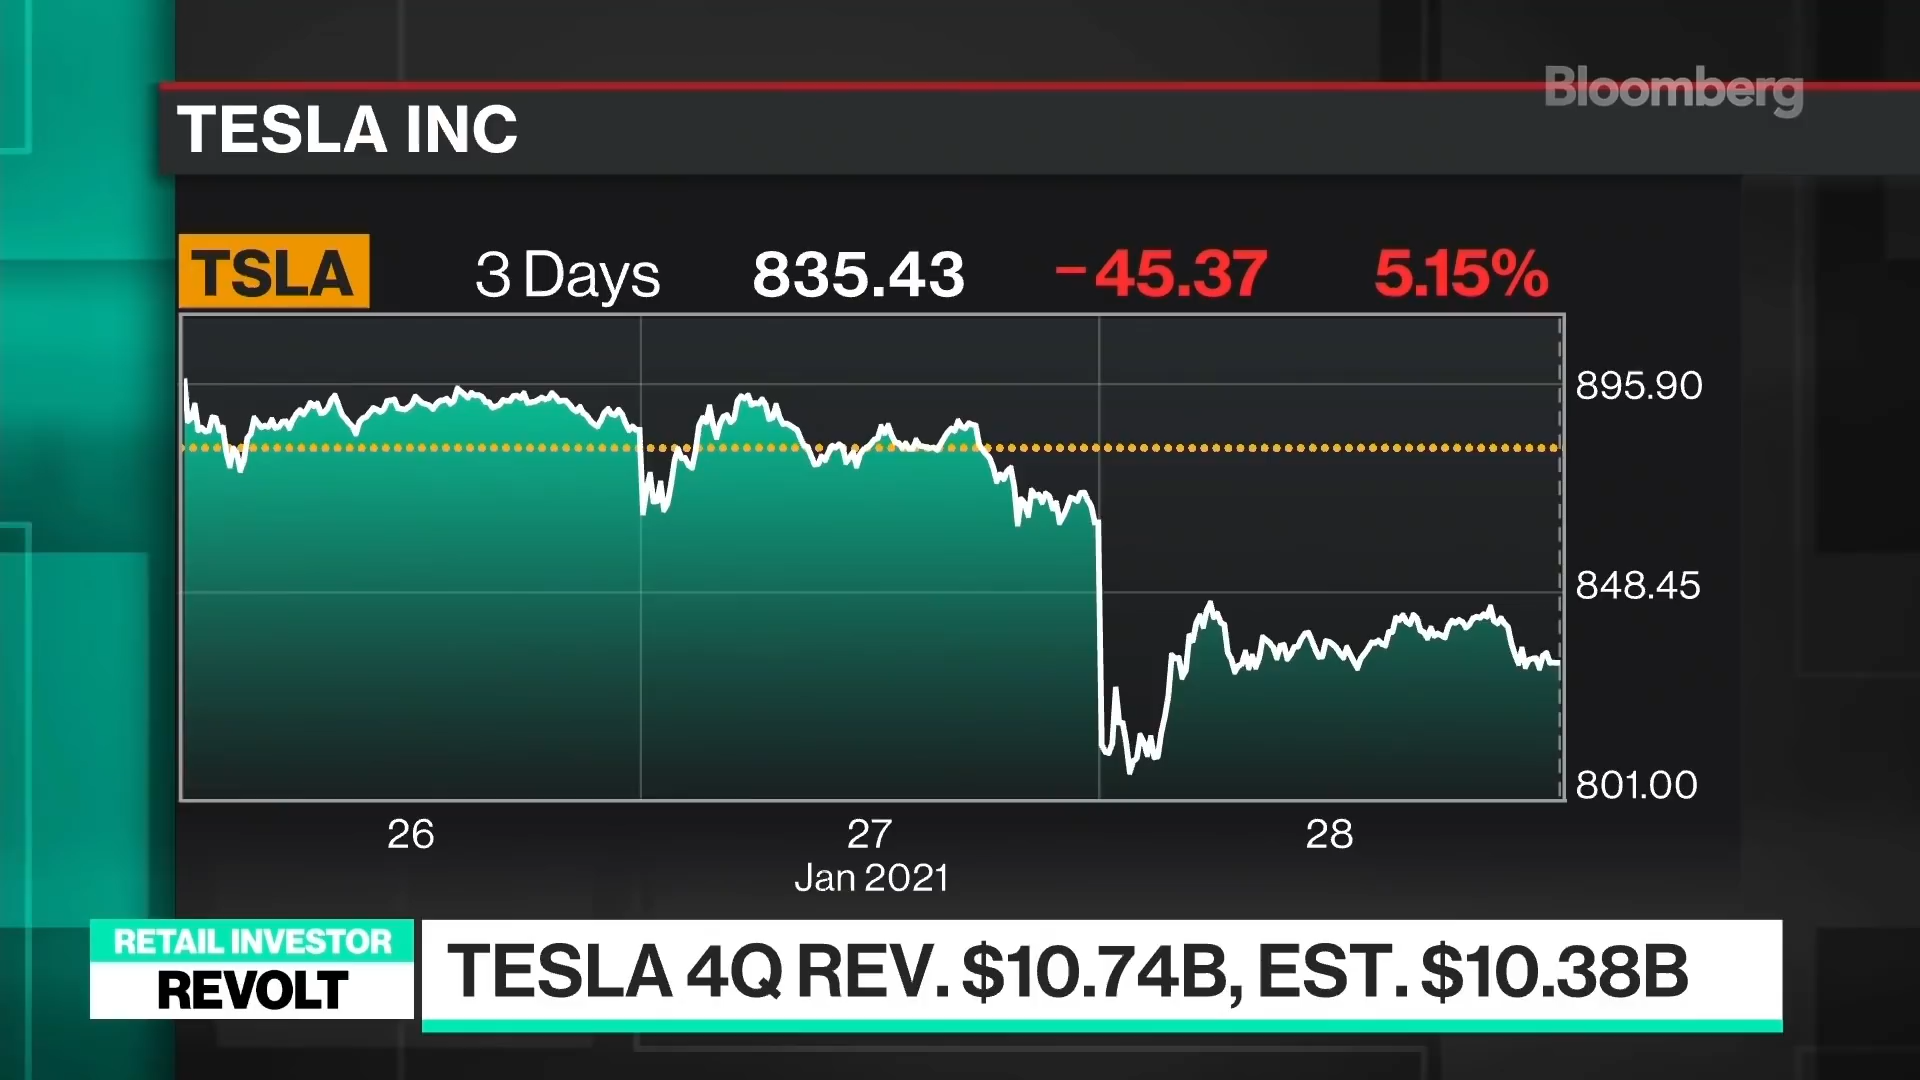 Bloomberg
TESLA INC
TSLA 3 Days 835.43 -45.37 5.15%
895.90
848.45
801.00
26 27 28
Jan 2021
RETAIL INVESTOR
REVOLT
TESLA 4Q REV. $10.74B, EST. $10.38B